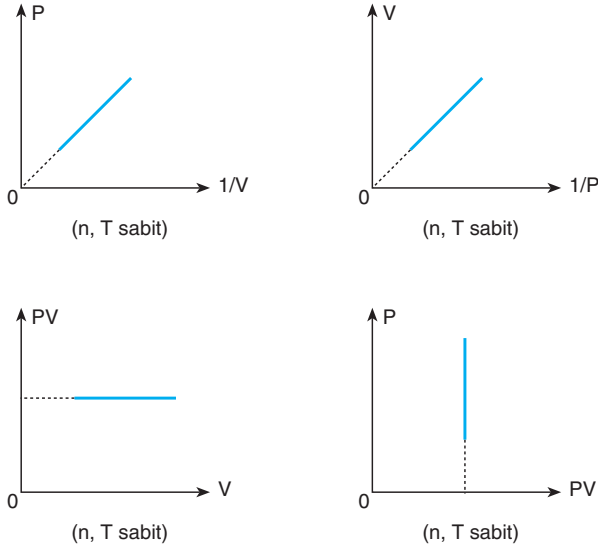 P
0
1/V
(n, T sabit)
V
0
1/P
(n, T sabit)
PV
0
V
(n, T sabit)
P
0
PV
(n, T sabit)